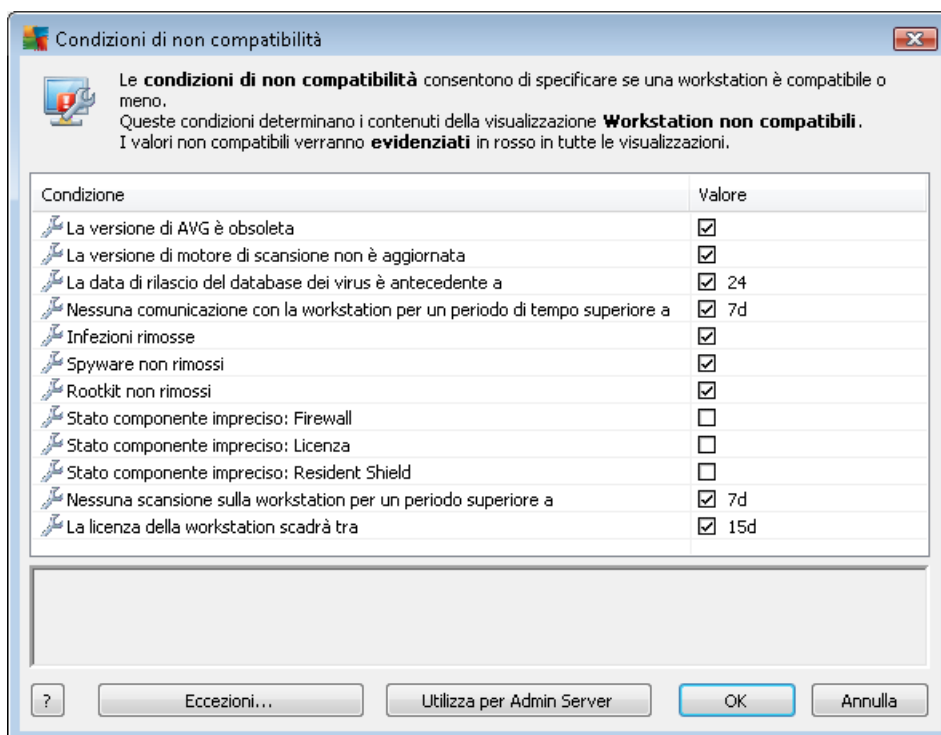 Condizioni di non compatibilità
Le condizioni di non compatibilità consentono di specificare se una workstation è compatibile o
meno.
Queste condizioni determinano i contenuti della visualizzazione Workstation non compatibili.
I valori non compatibili verranno evidenziati in rosso in tutte le visualizzazioni.
Condizione Valore
La versione di AVG è obsoleta
La versione di motore di scansione non è aggiornata
La data di rilascio del database dei virus è antecedente a 24
Nessuna comunicazione con la workstation per un periodo di tempo superiore a 7d
Infezioni rimosse
Spyware non rimossi
Rootkit non rimossi
Stato componente impreciso: Firewall
Stato componente impreciso: Licenza
Stato componente impreciso: Resident Shield
Nessuna scansione sulla workstation per un periodo superiore a 7d
La licenza della workstation scadrà tra 15d
? Eccezioni... Utilizza per Admin Server OK Annulla